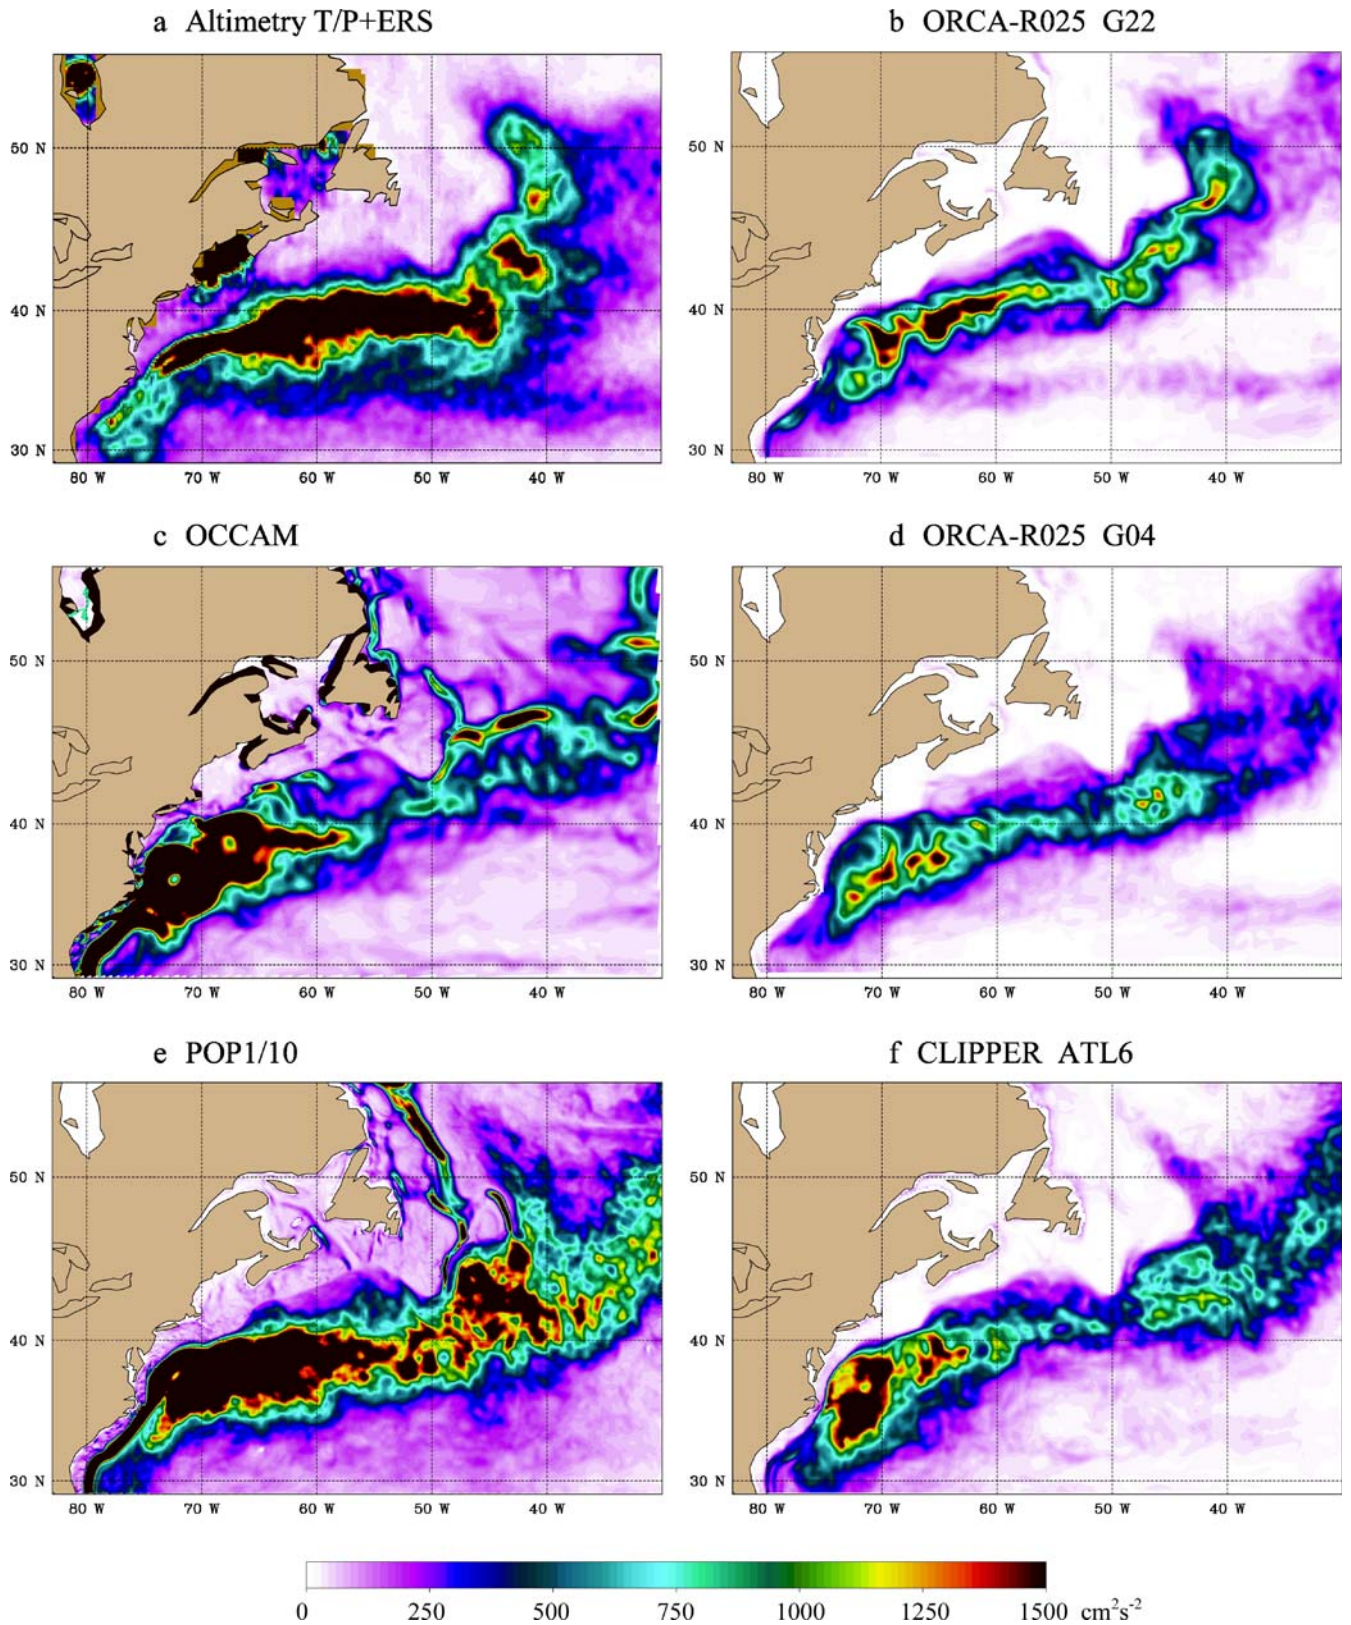 a Altimetry T/P+ERS
b ORCA-R025 G22
50 N
40 N
30 N
80 W 70 W 60 W 50 W 40 W
50 N
40 N
30 N
80 W 70 W 60 W 50 W 40 W
c OCCAM
d ORCA-R025 G04
50 N
40 N
30 N
80 W 70 W 60 W 50 W 40 W
50 N
40 N
30 N
80 W 70 W 60 W 50 W 40 W
e POP1/10
f CLIPPER ATL6
50 N
40 N
30 N
80 W 70 W 60 W 50 W 40 W
50 N
40 N
30 N
80 W 70 W 60 W 50 W 40 W
0 250 500 750 1000 1250 1500 cm²s⁻²